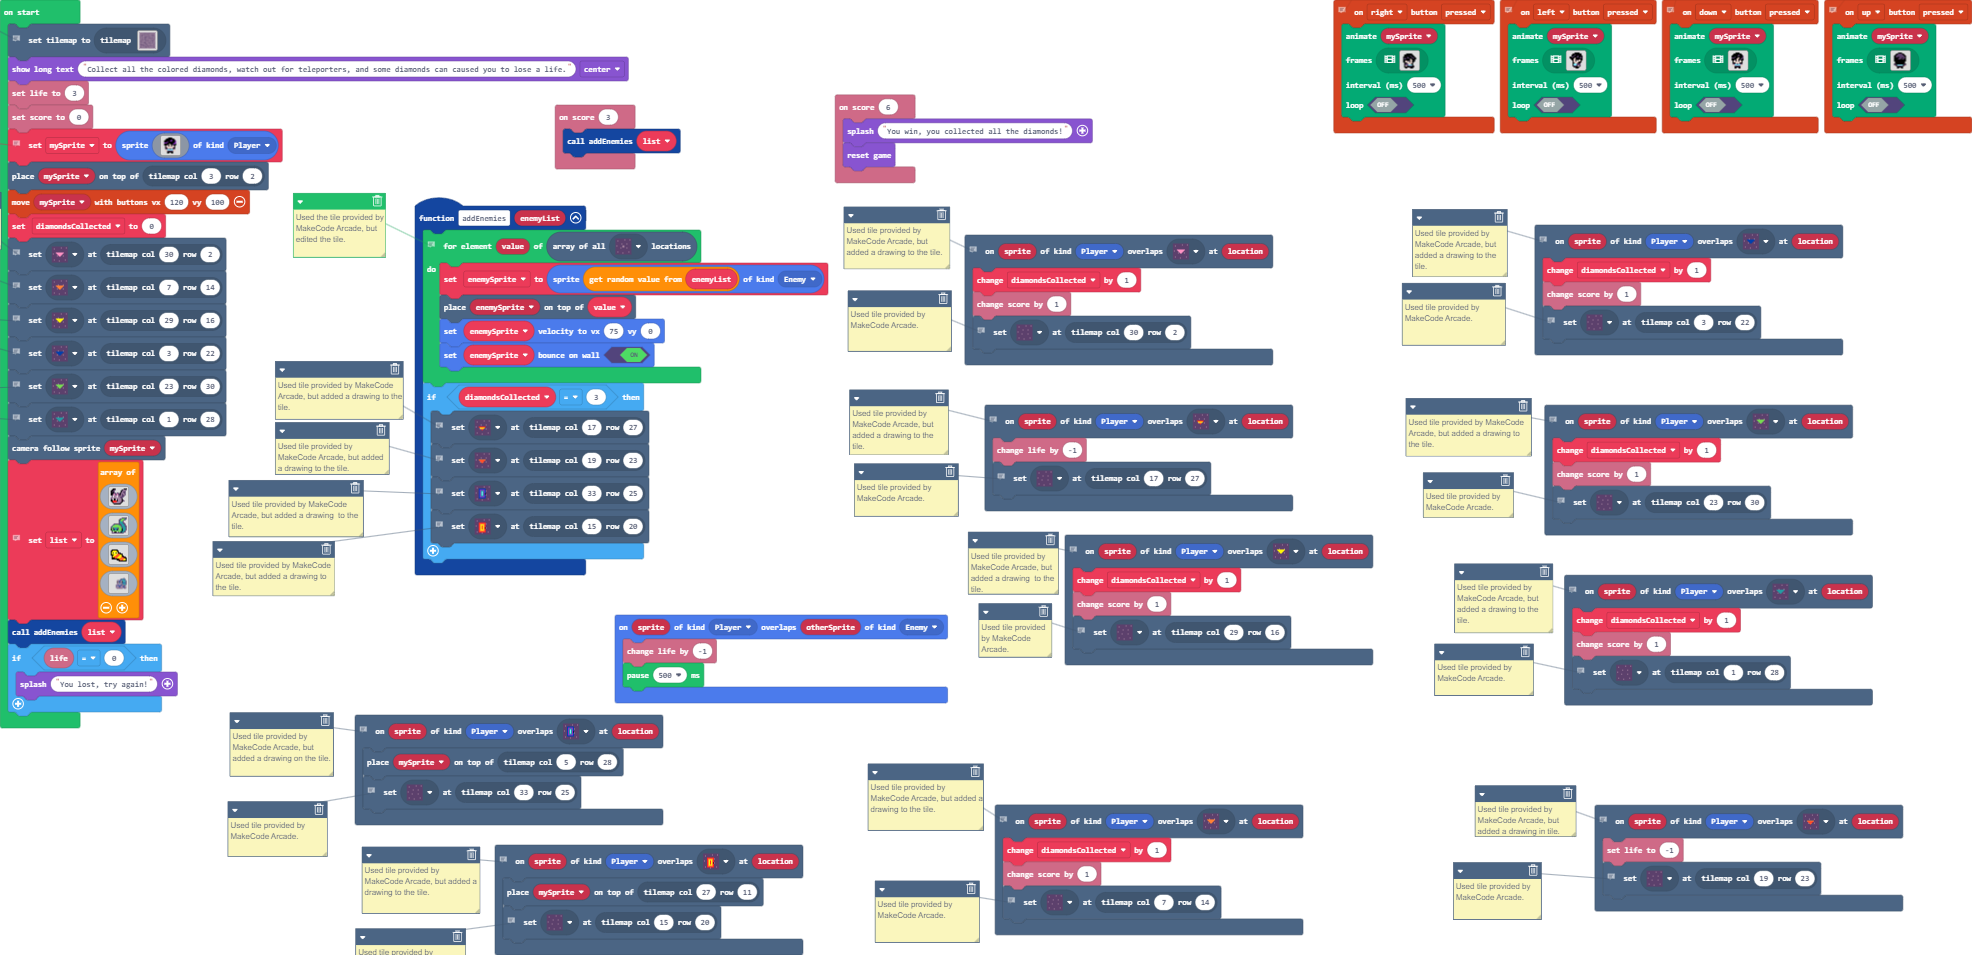 on start
set tilemap to tilemap
show long text "Collect all the colored diamonds, watch out for teleporters, and some diamonds can caused you to lose a life." center
set life to 3
set score to 0
set mySprite to sprite of kind Player
place mySprite on top of tilemap col 3 row 2
move mySprite with buttons vx 120 vy 100
set diamondsCollected to 0
set at tilemap col 30 row 2
set at tilemap col 7 row 14
set at tilemap col 29 row 16
set at tilemap col 3 row 22
set at tilemap col 23 row 30
set at tilemap col 1 row 28
camera follow sprite mySprite
array of
set list to
call addEnemies list
if life = 0 then
splash "You lost, try again!"
Used the tile provided by
MakeCode Arcade, but
edited the tile.
on score 3
call addEnemies list
on score 6
splash "You win, you collected all the diamonds!"
reset game
function addEnemies enemyList
for element value of array of all locations
do
set enemySprite to sprite get random value from enemyList of kind Enemy
place enemySprite on top of value
set enemySprite velocity to vx 75 vy 0
set enemySprite bounce on wall ON
if diamondsCollected = 3 then
set at tilemap col 17 row 27
set at tilemap col 19 row 23
set at tilemap col 33 row 25
set at tilemap col 15 row 20
Used tile provided by MakeCode
Arcade, but added a drawing to the
tile.
Used tile provided by
MakeCode Arcade, but added
a drawing to the tile.
Used tile provided by MakeCode
Arcade, but added a drawing to the
tile.
Used tile provided by MakeCode
Arcade, but added a drawing to
the tile.
on sprite of kind Player overlaps otherSprite of kind Enemy
change life by -1
pause 500 ms
on right button pressed
animate mySprite
frames
interval (ms) 500
loop OFF
on left button pressed
animate mySprite
frames
interval (ms) 500
loop OFF
on down button pressed
animate mySprite
frames
interval (ms) 500
loop OFF
on up button pressed
animate mySprite
frames
interval (ms) 500
loop OFF
Used tile provided by
MakeCode Arcade, but
added a drawing to the
tile.
Used tile provided by
MakeCode Arcade.
on sprite of kind Player overlaps at location
change diamondsCollected by 1
change score by 1
set at tilemap col 30 row 2
Used tile provided by
MakeCode Arcade, but
added a drawing to the
tile.
Used tile provided by
MakeCode Arcade.
on sprite of kind Player overlaps at location
change diamondsCollected by 1
change score by 1
set at tilemap col 3 row 22
Used tile provided by
MakeCode Arcade, but
added a drawing to the
tile.
Used tile provided by
MakeCode Arcade.
on sprite of kind Player overlaps at location
change life by -1
set at tilemap col 17 row 27
Used tile provided by MakeCode
Arcade, but added a drawing to
the tile.
Used tile provided by
MakeCode Arcade.
on sprite of kind Player overlaps at location
change diamondsCollected by 1
change score by 1
set at tilemap col 23 row 30
Used tile provided by
MakeCode Arcade, but
added a drawing to the
tile.
Used tile provided
by MakeCode
Arcade.
on sprite of kind Player overlaps at location
change diamondsCollected by 1
change score by 1
set at tilemap col 29 row 16
Used tile provided by
MakeCode Arcade, but
added a drawing to the
tile.
Used tile provided by
MakeCode Arcade.
on sprite of kind Player overlaps at location
change diamondsCollected by 1
change score by 1
set at tilemap col 1 row 28
Used tile provided by
MakeCode Arcade, but
added a drawing on the tile.
Used tile provided by
MakeCode Arcade.
on sprite of kind Player overlaps at location
place mySprite on top of tilemap col 5 row 28
set at tilemap col 33 row 25
Used tile provided by
MakeCode Arcade, but added a
drawing to the tile.
Used tile provided by
on sprite of kind Player overlaps at location
place mySprite on top of tilemap col 27 row 11
set at tilemap col 15 row 20
Used tile provided by
MakeCode Arcade, but added a
drawing to the tile.
Used tile provided by
MakeCode Arcade.
on sprite of kind Player overlaps at location
change diamondsCollected by 1
change score by 1
set at tilemap col 7 row 14
Used tile provided by
MakeCode Arcade, but
added a drawing in tile.
Used tile provided by
MakeCode Arcade.
on sprite of kind Player overlaps at location
set life to -1
set at tilemap col 19 row 23